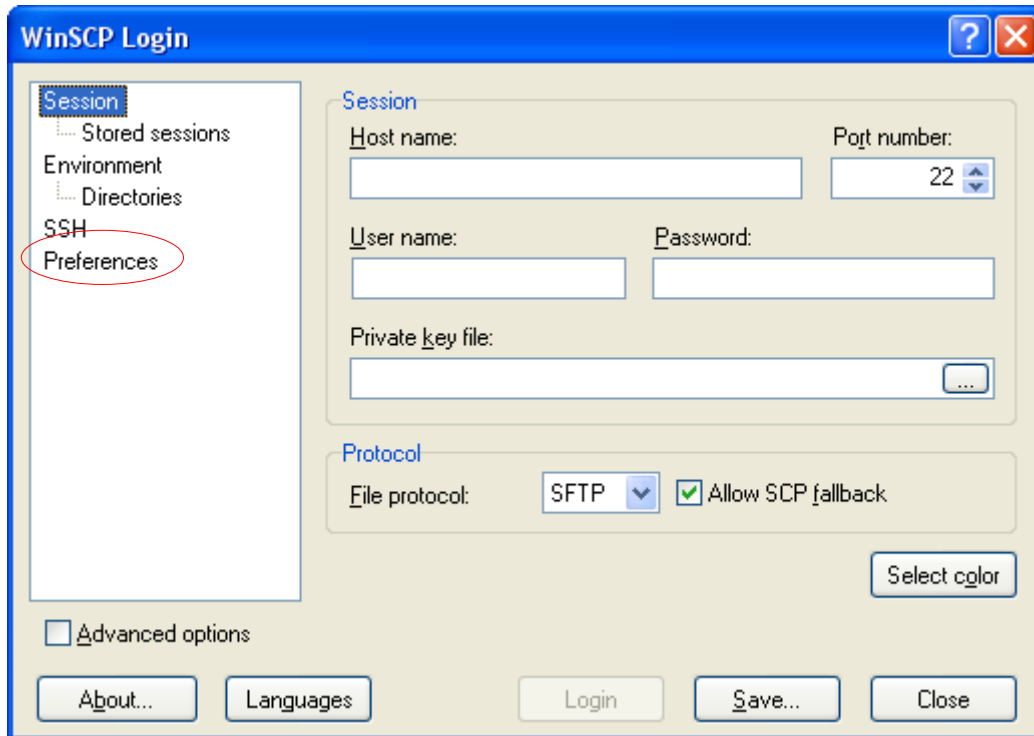 WinSCP Login
Session
Stored sessions
Environment
Directories
SSH
Preferences
Session
Host name:
Port number:
22
User name:
Password:
Private key file:
...
Protocol
File protocol:
SFTP
Allow SCP fallback
Select color
Advanced options
About...
Languages
Login
Save...
Close